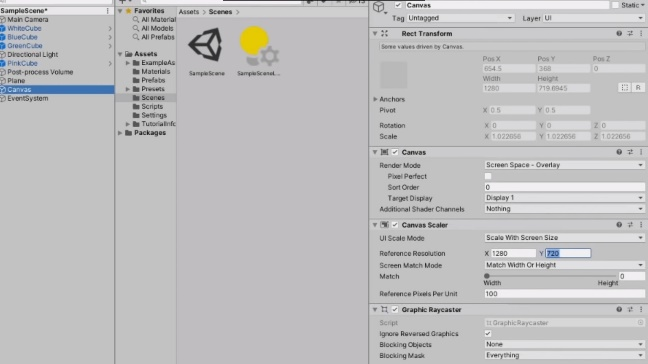 SampleScene*
Main Camera
WhiteCube
BlueCube
GreenCube
Directional Light
PinkCube
Post-process Volume
Plane
Canvas
EventSystem
Favorites
All Material
All Models
All Prefabs
Assets
ExampleAs
Materials
Prefabs
Presets
Scenes
Scripts
Settings
TutorialInfo
Packages
Assets > Scenes >
SampleScene
SampleSceneL...
Canvas
Static
Tag Untagged
Layer UI
Rect Transform
Some values driven by Canvas.
Pos X Pos Y Pos Z
654.5 368 0
Width Height
1280 719.6945
R
Anchors
Pivot X 0.5 Y 0.5
Rotation X 0 Y 0 Z 0
Scale X 1.022656 Y 1.022656 Z 1.022656
Canvas
Render Mode Screen Space - Overlay
Pixel Perfect
Sort Order 0
Target Display Display 1
Additional Shader Channels Nothing
Canvas Scaler
UI Scale Mode Scale With Screen Size
Reference Resolution X 1280 Y 720
Screen Match Mode Match Width Or Height
Match 0
Width Height
Reference Pixels Per Unit 100
Graphic Raycaster
Script GraphicRaycaster
Ignore Reversed Graphics
Blocking Objects None
Blocking Mask Everything